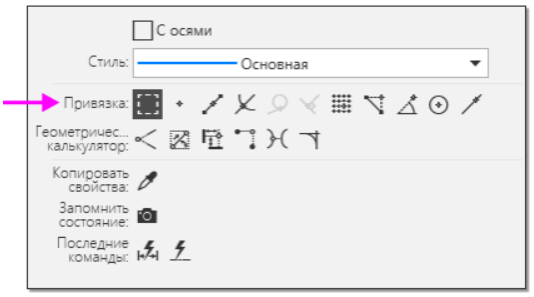 С осями
Стиль: Основная
Привязка:
Геометричес...
калькулятор:
Копировать
свойства:
Запомнить
состояние:
Последние
команды: